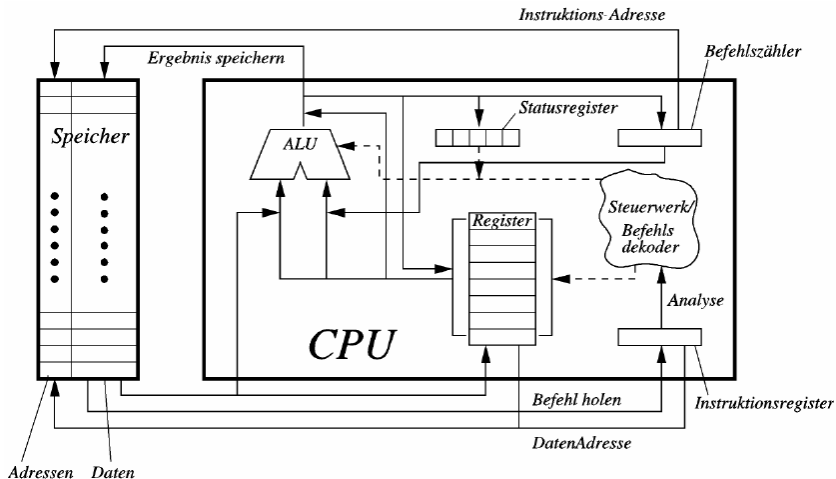 Instruktions-Adresse
Ergebnis speichern
Befehlszähler
Statusregister
Speicher
ALU
Steuerwerk/
Befehls
dekoder
Register
Analyse
CPU
Befehl holen
Instruktionsregister
DatenAdresse
Adressen
Daten